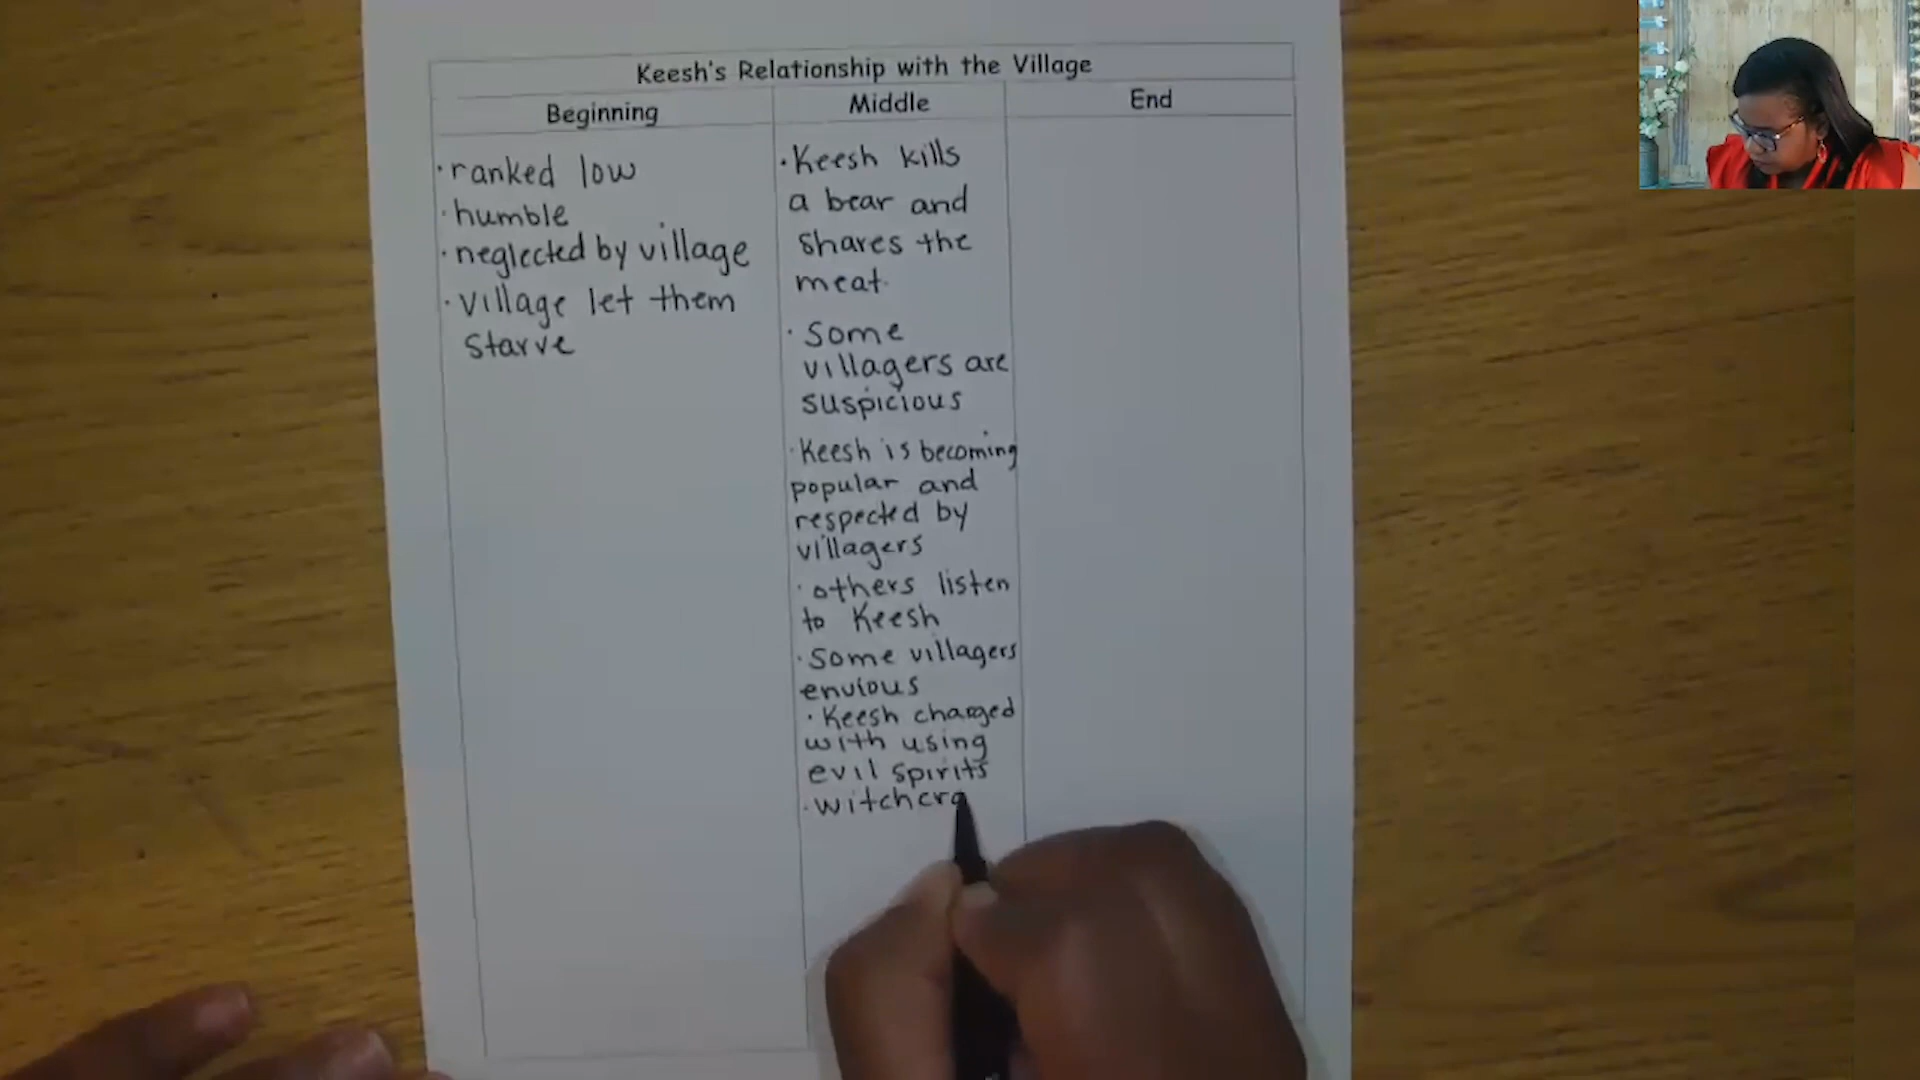 Keesh's Relationship with the Village
Beginning
Middle
End
·ranked low
·humble
·neglected by village
·village let them
starve
·Keesh kills
a bear and
shares the
meat.
·Some
villagers are
suspicious
·Keesh is becoming
popular and
respected by
villagers
·others listen
to Keesh
·Some villagers
envious
·Keesh charged
with using
evil spirits
·witchcra